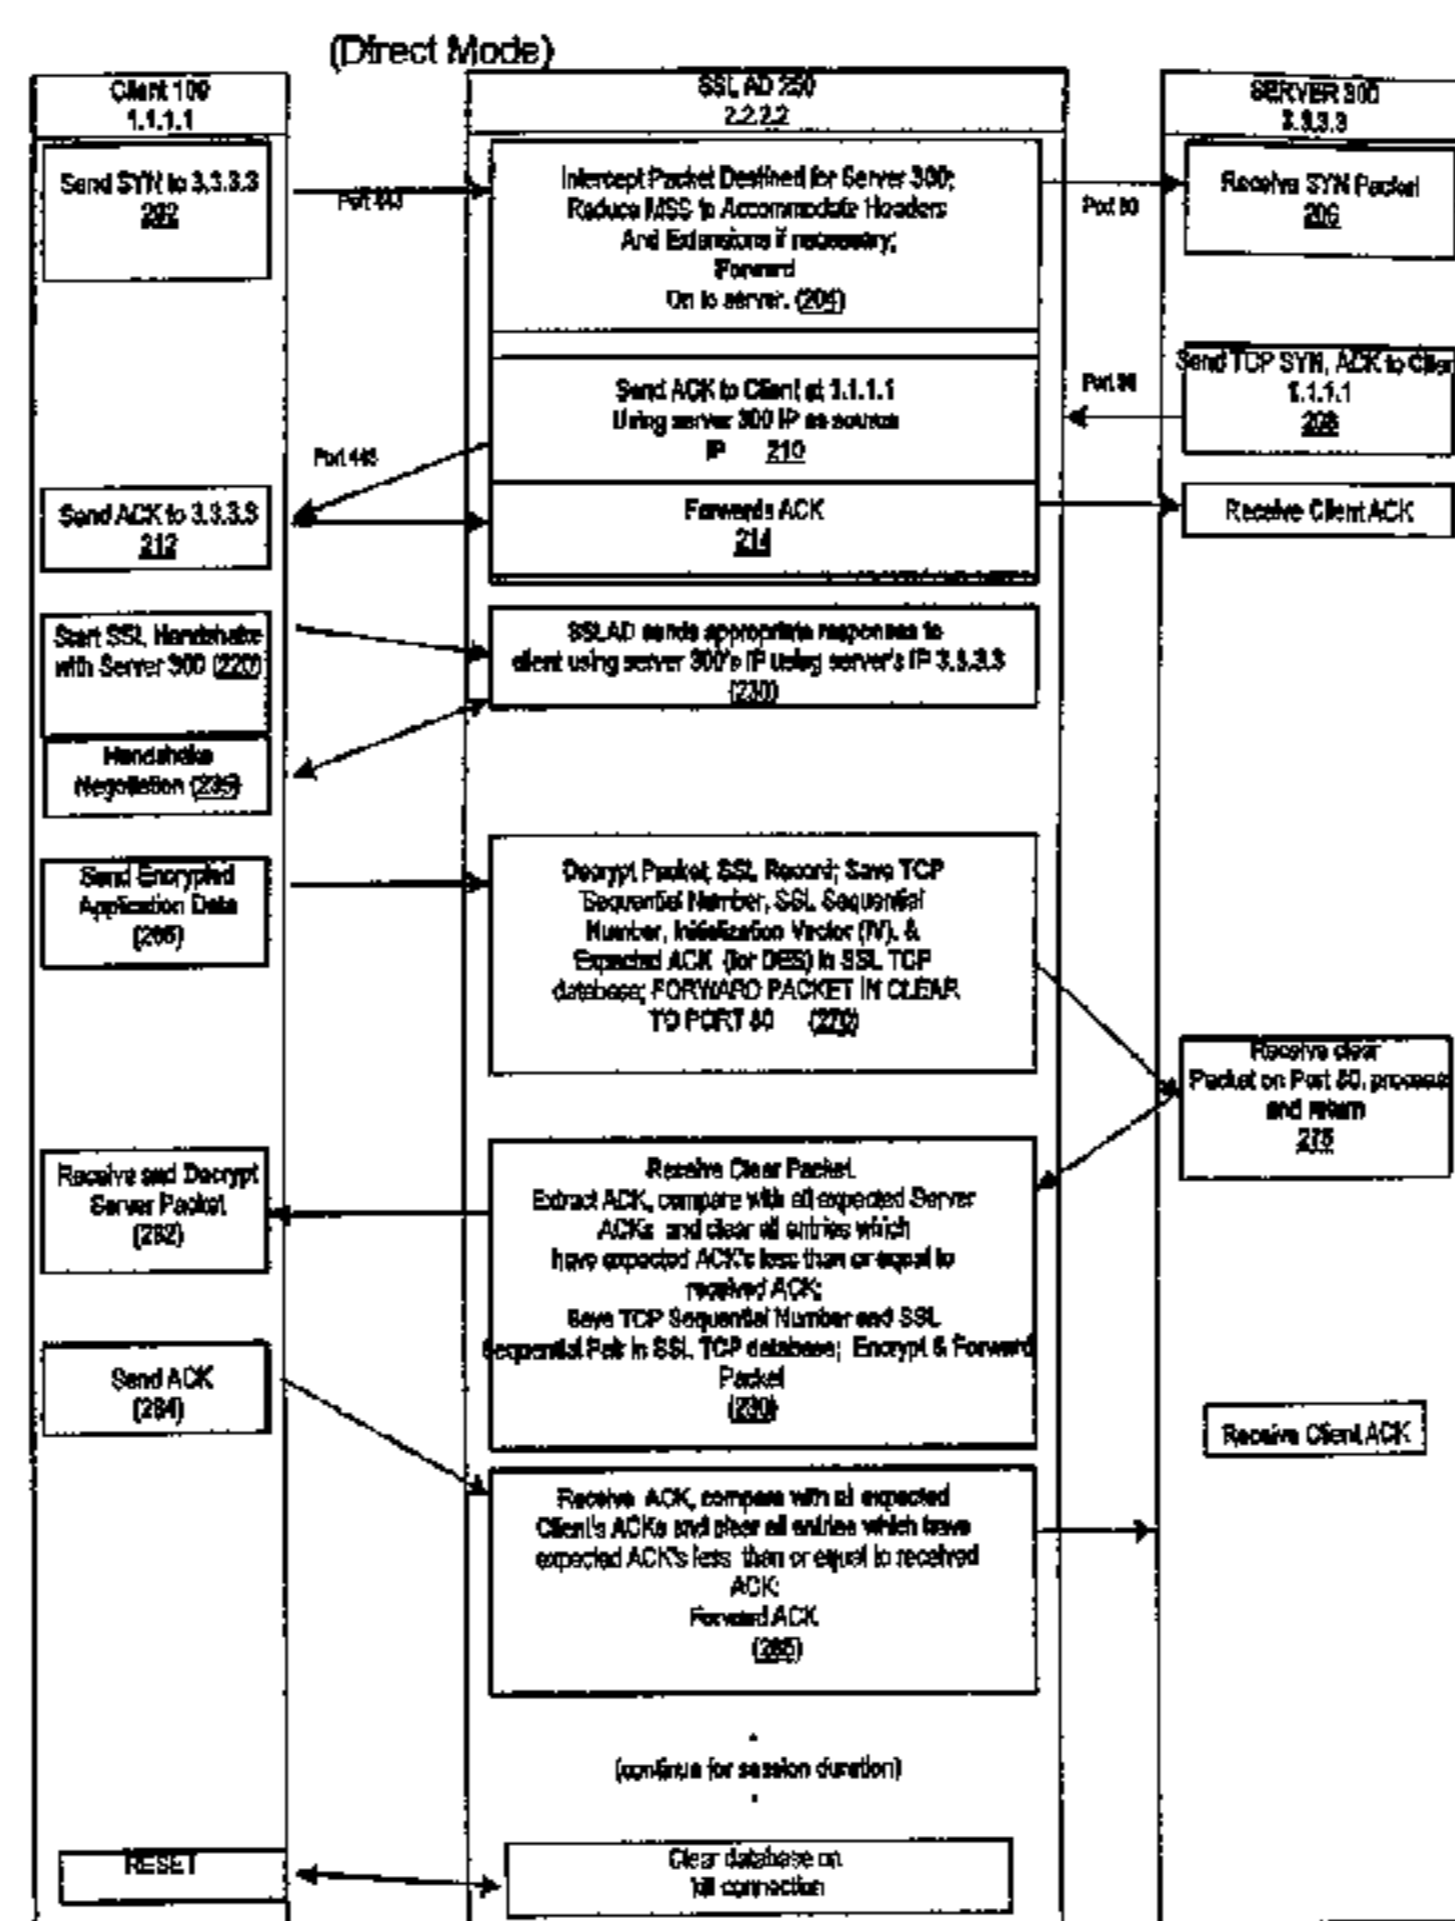 (Direct Mode)
Client 100
1.1.1.1
SSL AD 250
2.2.2.2
SERVER 300
3.3.3.3
Send SYN to 3.3.3.3
202
Port 443
Intercept Packet Destined for Server 300;
Reduce MSS to Accommodate Headers
And Extensions if necessary;
Forward
On to server. (204)
Port 80
Receive SYN Packet
206
Send TCP SYN, ACK to Clien
1.1.1.1
208
Port 80
Send ACK to Client at 1.1.1.1
Using server 300 IP as source
IP 210
Port 443
Send ACK to 3.3.3.3
212
Forwards ACK
214
Receive Client ACK
Start SSL Handshake
with Server 300 (220)
SSLAD sends appropriate responses to
client using server 300's IP using server's IP 3.3.3.3
(230)
Handshake
Negotiation (235)
Send Encrypted
Application Data
(265)
Decrypt Packet, SSL Record; Save TCP
Sequential Number, SSL Sequential
Number, Initialization Vector (IV), &
Expected ACK (for DES) in SSL TCP
database; FORWARD PACKET IN CLEAR
TO PORT 80 (270)
Receive clear
Packet on Port 80, process
and return
275
Receive Clear Packet.
Extract ACK, compare with all expected Server
ACKs and clear all entries which
have expected ACK's less than or equal to
received ACK;
Save TCP Sequential Number and SSL
Sequential Pair in SSL TCP database; Encrypt & Forward
Packet
(280)
Receive and Decrypt
Server Packet.
(282)
Send ACK
(284)
Receive Client ACK
Receive ACK, compare with all expected
Client's ACKs and clear all entries which have
expected ACK's less than or equal to received
ACK;
Forward ACK
(285)
(continue for session duration)
RESET
Clear database on
connection